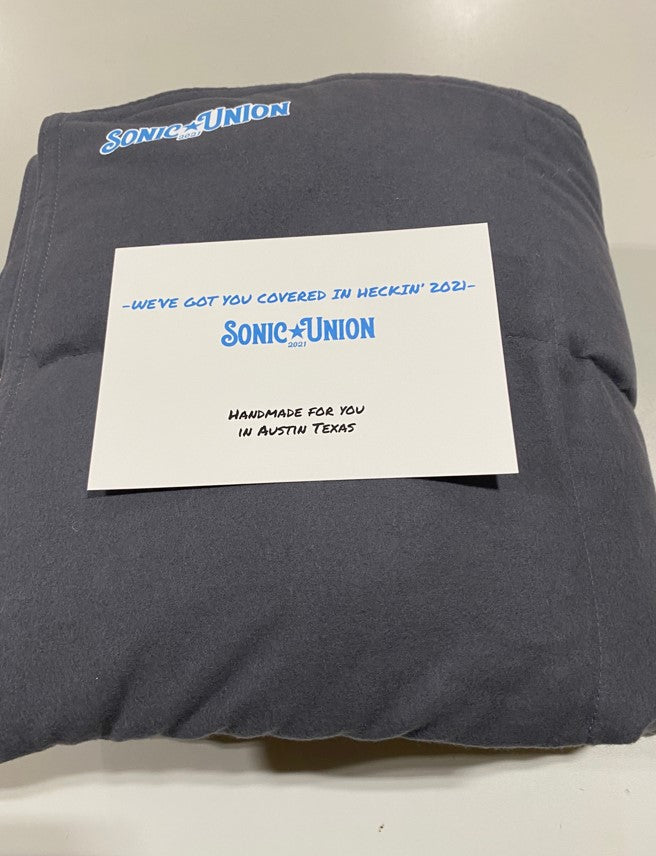 SONIC★UNION
2021
-WE'VE GOT YOU COVERED IN HECKIN' 2021-
SONIC★UNION
2021
HANDMADE FOR YOU
IN AUSTIN TEXAS